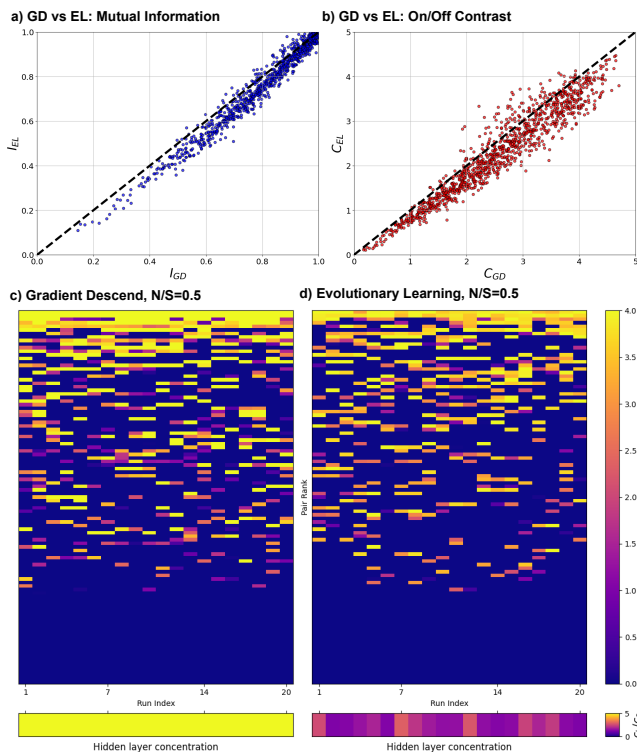 a) GD vs EL: Mutual Information
1.0
0.8
0.6
0.4
0.2
0.0
I_EL
0.0 0.2 0.4 0.6 0.8 1.0
I_GD
b) GD vs EL: On/Off Contrast
5
4
3
2
1
0
C_EL
0 1 2 3 4 5
C_GD
c) Gradient Descend, N/S=0.5
1 7 14 20
Run Index
Hidden layer concentration
d) Evolutionary Learning, N/S=0.5
Pair Rank
1 7 14 20
Run Index
Hidden layer concentration
4.0
3.5
3.0
2.5
2.0
1.5
1.0
0.5
0.0
5
0